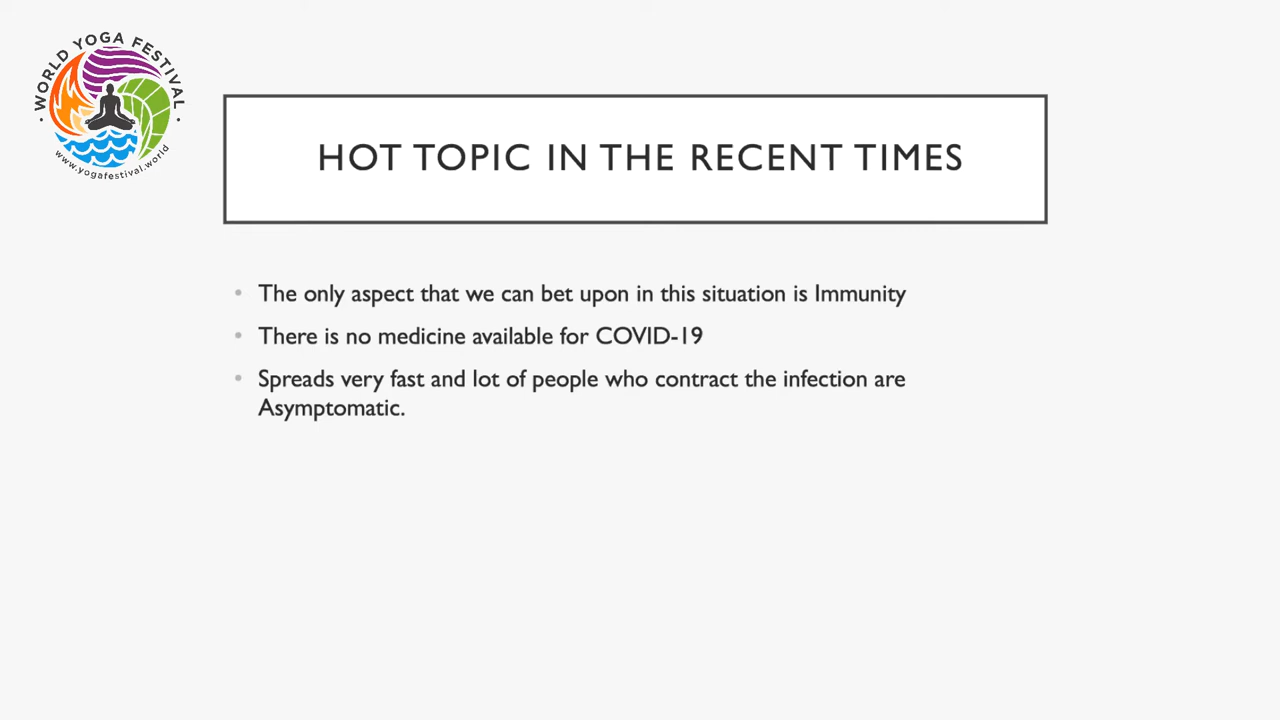 WORLD YOGA FESTIVAL
www.yogafestival.world
HOT TOPIC IN THE RECENT TIMES
• The only aspect that we can bet upon in this situation is Immunity
• There is no medicine available for COVID-19
• Spreads very fast and lot of people who contract the infection are
Asymptomatic.